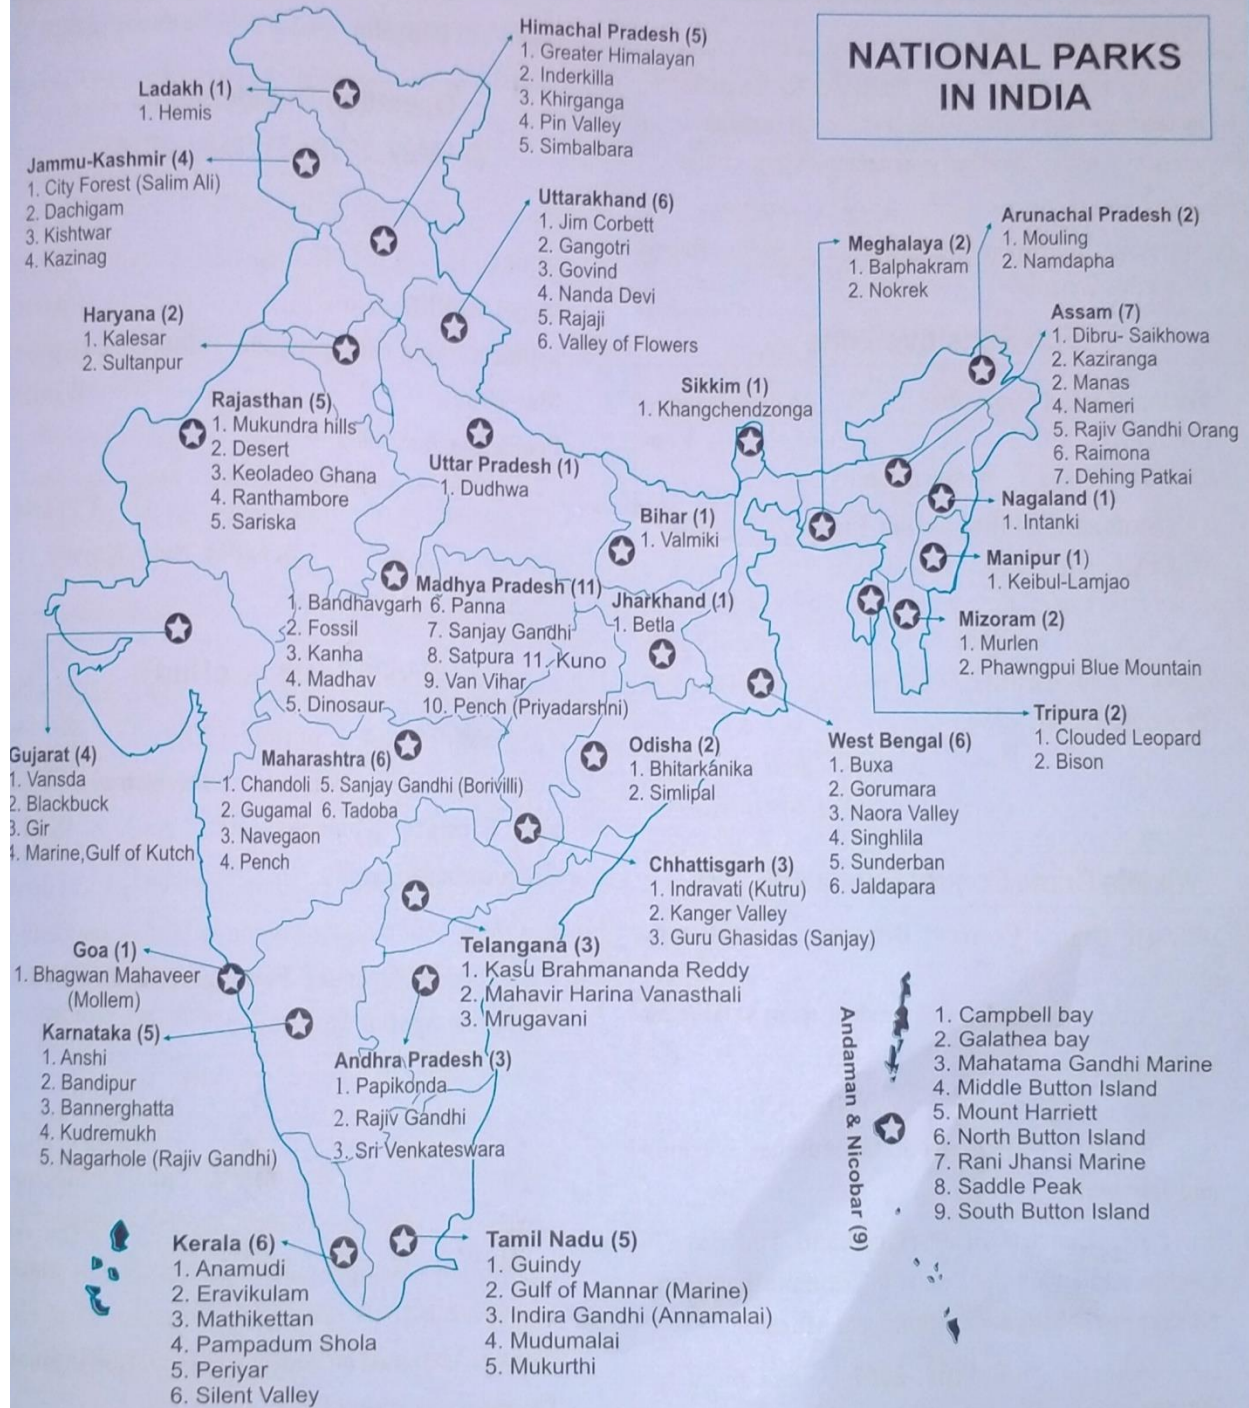 NATIONAL PARKS
IN INDIA
Himachal Pradesh (5)
1. Greater Himalayan
2. Inderkilla
3. Khirganga
4. Pin Valley
5. Simbalbara
Ladakh (1)
1. Hemis
Jammu-Kashmir (4)
1. City Forest (Salim Ali)
2. Dachigam
3. Kishtwar
4. Kazinag
Uttarakhand (6)
1. Jim Corbett
2. Gangotri
3. Govind
4. Nanda Devi
5. Rajaji
6. Valley of Flowers
Meghalaya (2)
1. Balphakram
2. Nokrek
Arunachal Pradesh (2)
1. Mouling
2. Namdapha
Haryana (2)
1. Kalesar
2. Sultanpur
Assam (7)
1. Dibru- Saikhowa
2. Kaziranga
2. Manas
4. Nameri
5. Rajiv Gandhi Orang
6. Raimona
7. Dehing Patkai
Sikkim (1)
1. Khangchendzonga
Rajasthan (5)
1. Mukundra hills
2. Desert
3. Keoladeo Ghana
4. Ranthambore
5. Sariska
Uttar Pradesh (1)
1. Dudhwa
Nagaland (1)
1. Intanki
Bihar (1)
1. Valmiki
Manipur (1)
1. Keibul-Lamjao
Madhya Pradesh (11)
1. Bandhavgarh 6. Panna
2. Fossil 7. Sanjay Gandhi
3. Kanha 8. Satpura 11. Kuno
4. Madhav 9. Van Vihar
5. Dinosaur 10. Pench (Priyadarshni)
Jharkhand (1)
1. Betla
Mizoram (2)
1. Murlen
2. Phawngpui Blue Mountain
Tripura (2)
1. Clouded Leopard
2. Bison
Gujarat (4)
1. Vansda
2. Blackbuck
3. Gir
4. Marine,Gulf of Kutch
Maharashtra (6)
1. Chandoli 5. Sanjay Gandhi (Borivilli)
2. Gugamal 6. Tadoba
3. Navegaon
4. Pench
Odisha (2)
1. Bhitarkanika
2. Simlipal
West Bengal (6)
1. Buxa
2. Gorumara
3. Naora Valley
4. Singhlila
5. Sunderban
6. Jaldapara
Chhattisgarh (3)
1. Indravati (Kutru)
2. Kanger Valley
3. Guru Ghasidas (Sanjay)
Goa (1)
1. Bhagwan Mahaveer
(Mollem)
Telangana (3)
1. Kasu Brahmananda Reddy
2. Mahavir Harina Vanasthali
3. Mrugavani
Karnataka (5)
1. Anshi
2. Bandipur
3. Bannerghatta
4. Kudremukh
5. Nagarhole (Rajiv Gandhi)
Andhra Pradesh (3)
1. Papikonda
2. Rajiv Gandhi
3. Sri Venkateswara
Andaman & Nicobar (9)
1. Campbell bay
2. Galathea bay
3. Mahatama Gandhi Marine
4. Middle Button Island
5. Mount Harriett
6. North Button Island
7. Rani Jhansi Marine
8. Saddle Peak
9. South Button Island
Kerala (6)
1. Anamudi
2. Eravikulam
3. Mathikettan
4. Pampadum Shola
5. Periyar
6. Silent Valley
Tamil Nadu (5)
1. Guindy
2. Gulf of Mannar (Marine)
3. Indira Gandhi (Annamalai)
4. Mudumalai
5. Mukurthi